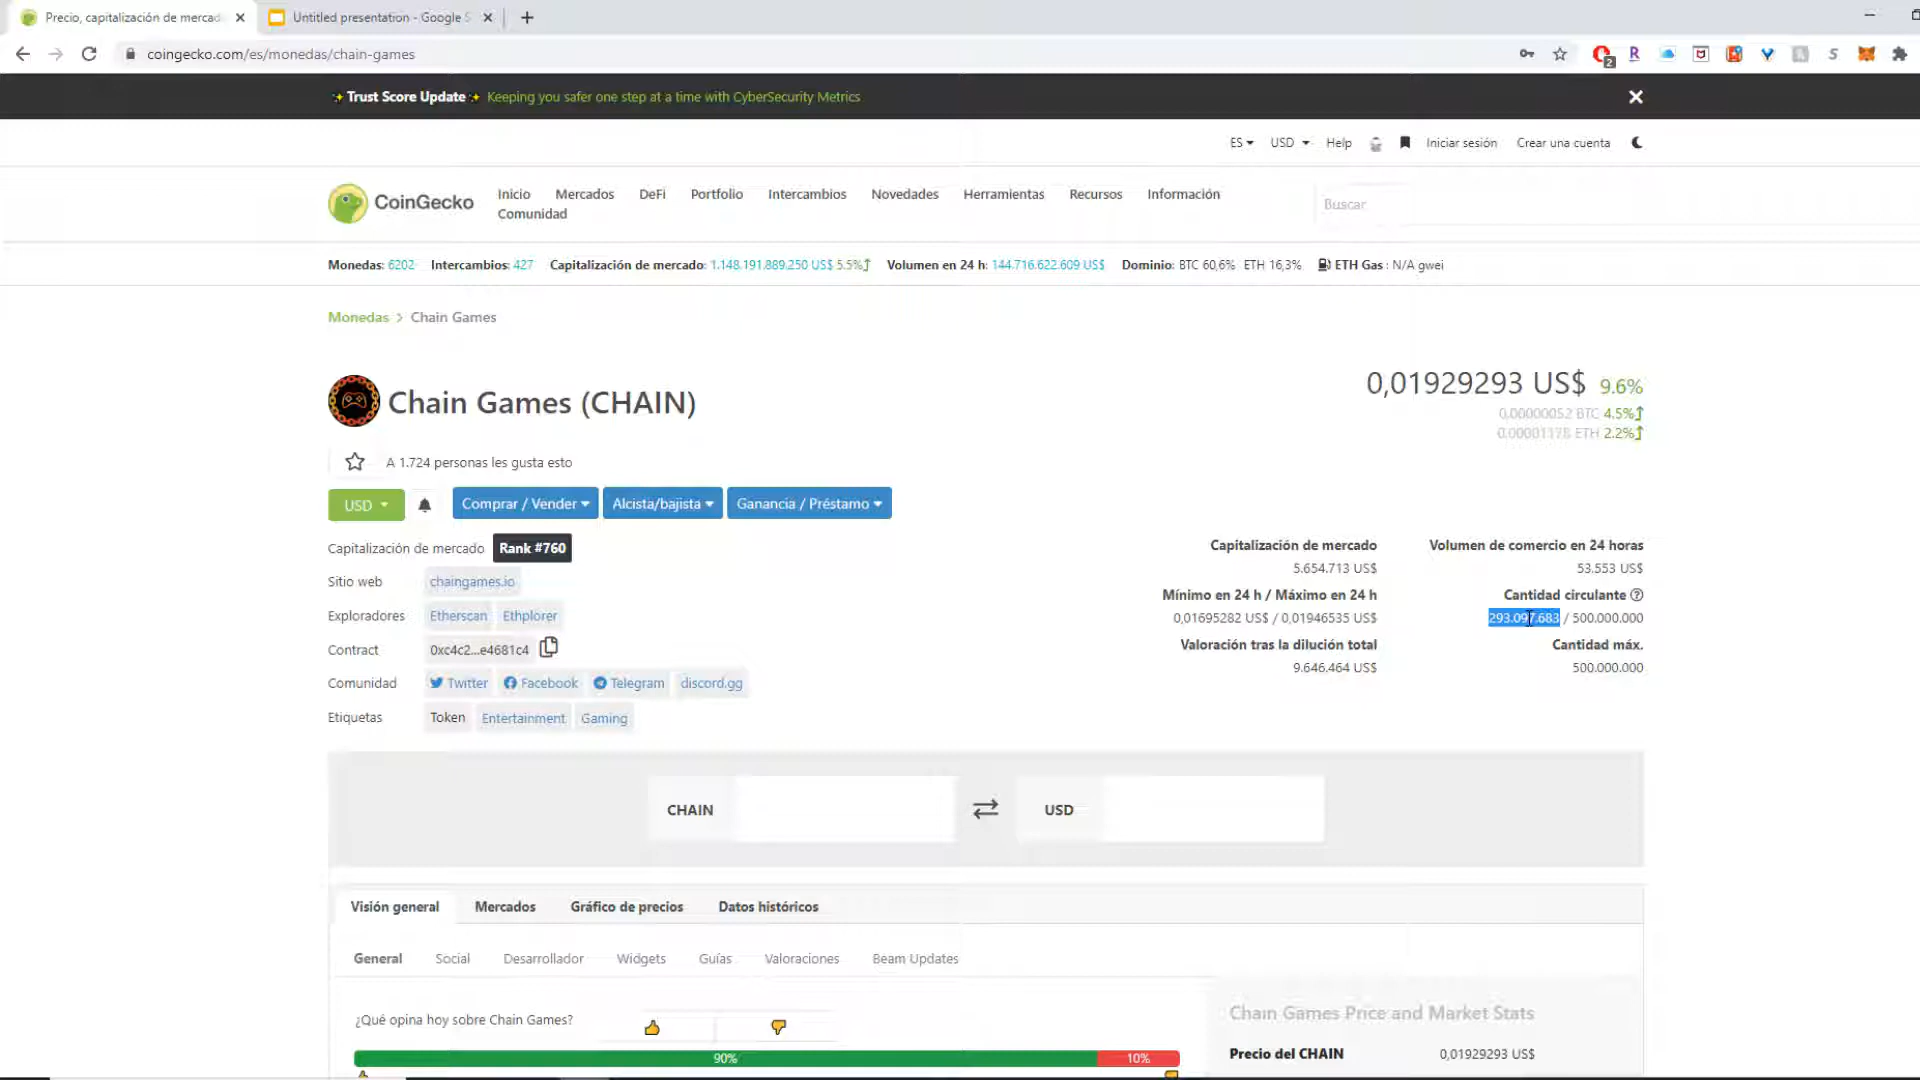 Precio, capitalización de mercad
Untitled presentation - Google S
coingecko.com/es/monedas/chain-games
2
Trust Score Update Keeping you safer one step at a time with CyberSecurity Metrics
ES USD Help Iniciar sesión Crear una cuenta
CoinGecko
Inicio Mercados DeFi Portfolio Intercambios Novedades Herramientas Recursos Información
Comunidad
Buscar
Monedas: 6202 Intercambios: 427 Capitalización de mercado: 1.148.191.889.250 US$ 5.5% Volumen en 24 h: 144.716.622.609 US$ Dominio: BTC 60,6% ETH 16,3% ETH Gas : N/A gwei
Monedas > Chain Games
Chain Games (CHAIN)
0,01929293 US$ 9.6%
0.00000052 BTC 4.5%
0.00001178 ETH 2.2%
A 1.724 personas les gusta esto
USD
Comprar / Vender
Alcista/bajista
Ganancia / Préstamo
Capitalización de mercado Rank #760
Sitio web chaingames.io
Exploradores Etherscan Ethplorer
Contract 0xc4c2...e4681c4
Comunidad Twitter Facebook Telegram discord.gg
Etiquetas Token Entertainment Gaming
Capitalización de mercado
5.654.713 US$
Mínimo en 24 h / Máximo en 24 h
0,01695282 US$ / 0,01946535 US$
Valoración tras la dilución total
9.646.464 US$
Volumen de comercio en 24 horas
53.553 US$
Cantidad circulante
293.097.683 / 500.000.000
Cantidad máx.
500.000.000
CHAIN
USD
Visión general Mercados Gráfico de precios Datos históricos
General Social Desarrollador Widgets Guías Valoraciones Beam Updates
¿Qué opina hoy sobre Chain Games?
90%
10%
Chain Games Price and Market Stats
Precio del CHAIN 0,01929293 US$